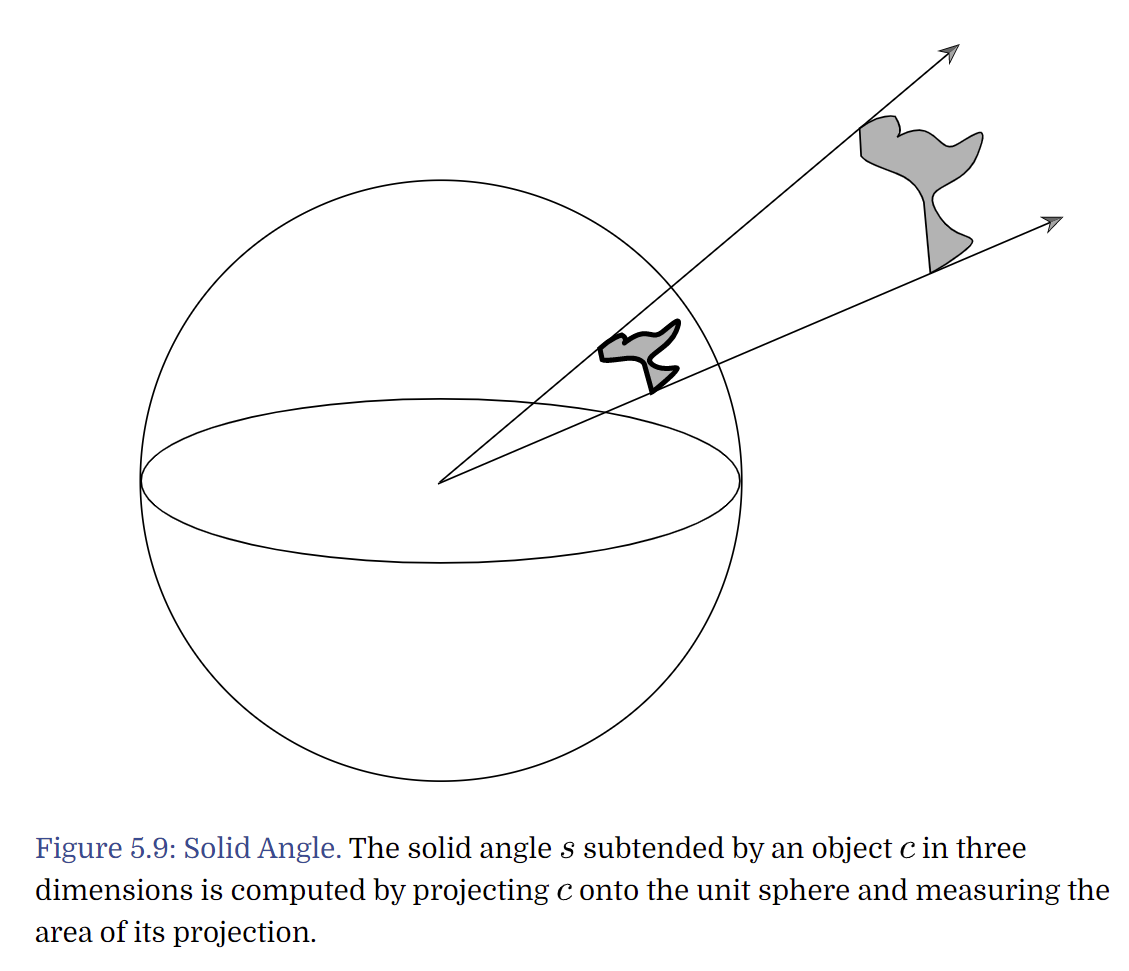 Figure 5.9: Solid Angle. The solid angle s subtended by an object c in three
dimensions is computed by projecting c onto the unit sphere and measuring the
area of its projection.